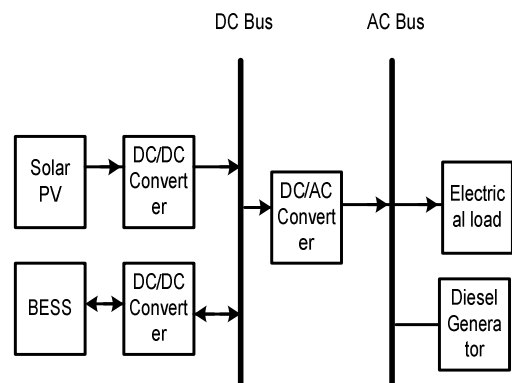 DC Bus
AC Bus
Solar
PV
DC/DC
Convert
er
DC/AC
Convert
er
Electric
al load
BESS
DC/DC
Convert
er
Diesel
Genera
tor